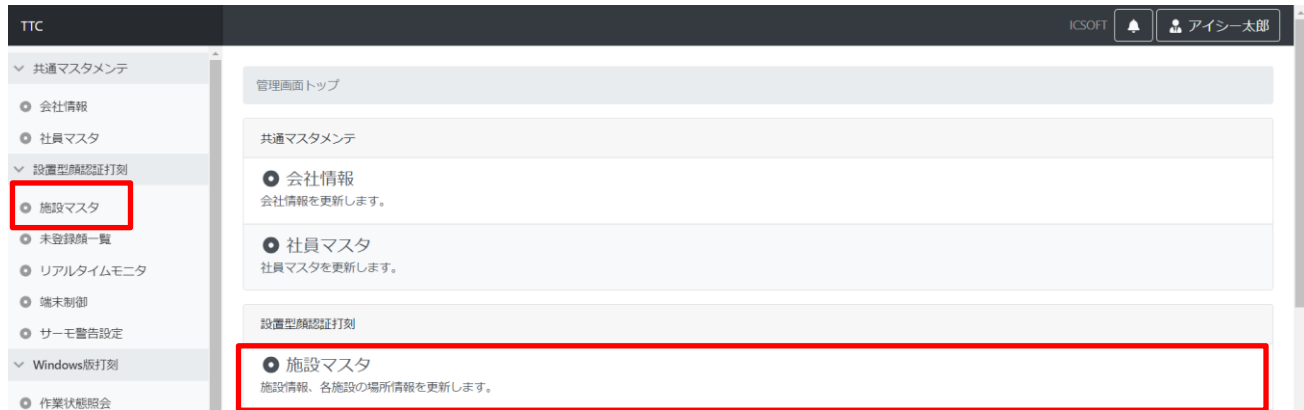 TTC
ICSOFT
アイシー太郎
共通マスタメンテ
会社情報
社員マスタ
設置型顔認証打刻
施設マスタ
未登録顔一覧
リアルタイムモニタ
端末制御
サーモ警告設定
Windows版打刻
作業状態照会
管理画面トップ
共通マスタメンテ
会社情報
会社情報を更新します。
社員マスタ
社員マスタを更新します。
設置型顔認証打刻
施設マスタ
施設情報、各施設の場所情報を更新します。